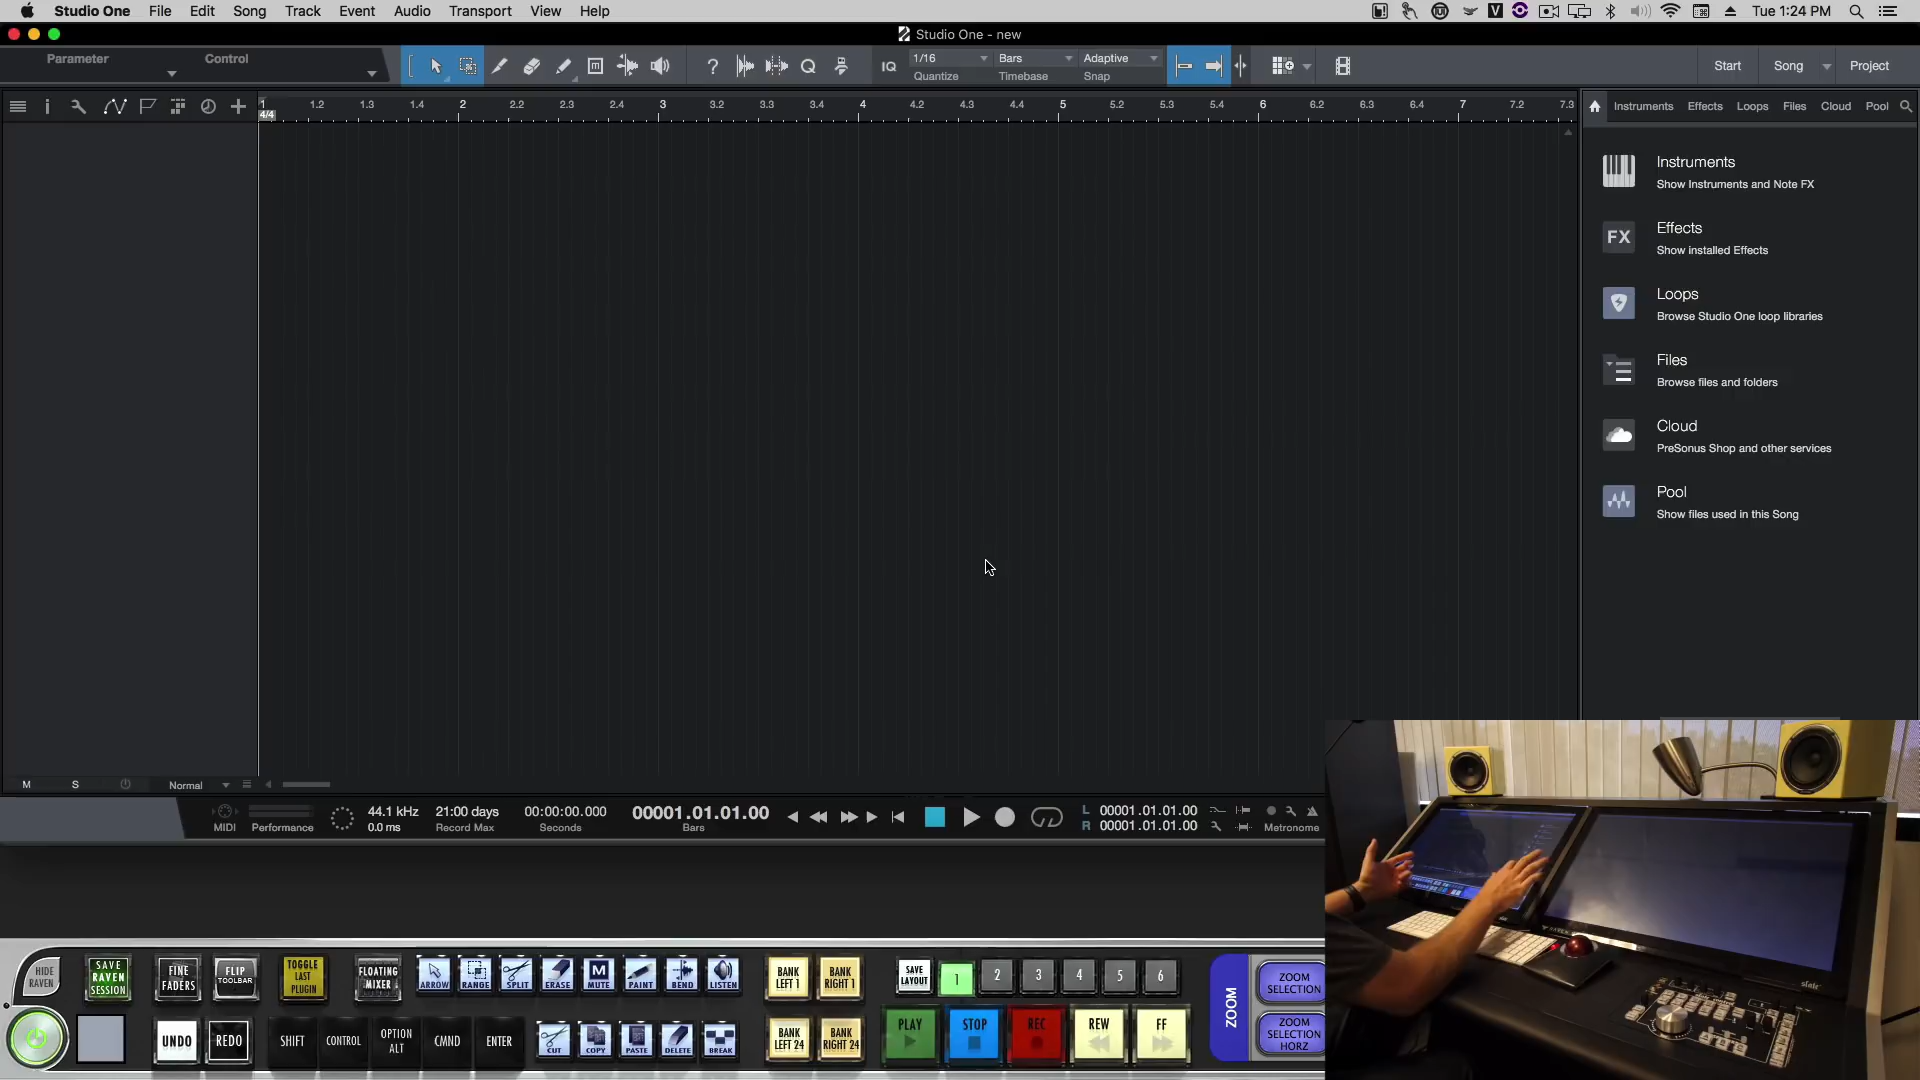 Studio One File Edit Song Track Event Audio Transport View Help Tue 1:24 PM
Studio One - new
Parameter Control
IQ 1/16 Quantize Bars Timebase Adaptive Snap
Start Song Project
1 1.2 1.3 1.4 2 2.2 2.3 2.4 3 3.2 3.3 3.4 4 4.2 4.3 4.4 5 5.2 5.3 5.4 6 6.2 6.3 6.4 7 7.2 7.3
4/4
Instruments Effects Loops Files Cloud Pool
Instruments
Show Instruments and Note FX
FX
Effects
Show installed Effects
Loops
Browse Studio One loop libraries
Files
Browse files and folders
Cloud
PreSonus Shop and other services
Pool
Show files used in this Song
M S Normal
MIDI
Performance
44.1 kHz
0.0 ms
21:00 days
Record Max
00:00:00.000
Seconds
00001.01.01.00
Bars
L 00001.01.01.00
R 00001.01.01.00
Metronome
HIDE RAVEN
SAVE RAVEN SESSION
FINE FADERS
FLIP TOOLBAR
TOGGLE LAST PLUGIN
FLOATING MIXER
ARROW RANGE SPLIT ERASE MUTE PAINT BEND LISTEN
BANK LEFT 1
BANK RIGHT 1
SAVE LAYOUT
1 2 3 4 5 6
ZOOM
ZOOM SELECTION
UNDO REDO SHIFT CONTROL OPTION ALT CMND ENTER
CUT COPY PASTE DELETE BREAK
BANK LEFT 24
BANK RIGHT 24
PLAY STOP REC REW FF
ZOOM SELECTION HORZ
slate